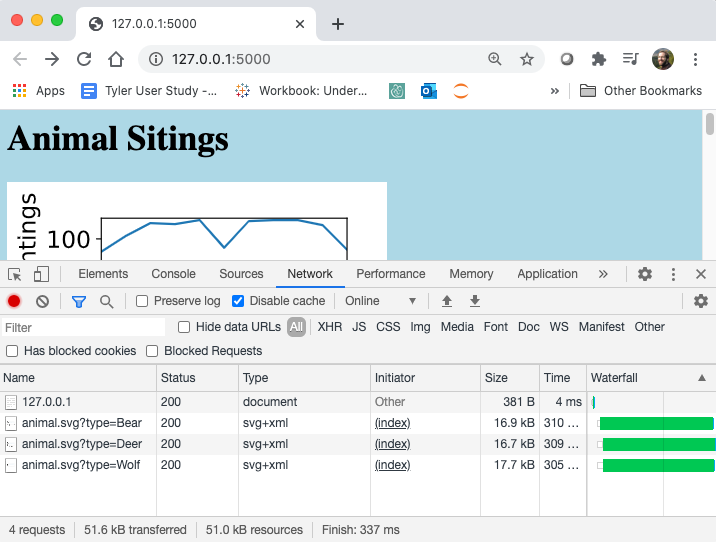 127.0.0.1:5000
127.0.0.1:5000
Apps Tyler User Study -... Workbook: Under... » Other Bookmarks
Animal Sitings
100
Elements Console Sources Network Performance Memory Application »
Preserve log Disable cache Online
Filter Hide data URLs All XHR JS CSS Img Media Font Doc WS Manifest Other
Has blocked cookies Blocked Requests
Name Status Type Initiator Size Time Waterfall
127.0.0.1 200 document Other 381 B 4 ms
animal.svg?type=Bear 200 svg+xml (index) 16.9 kB 310 ...
animal.svg?type=Deer 200 svg+xml (index) 16.7 kB 309 ...
animal.svg?type=Wolf 200 svg+xml (index) 17.7 kB 305 ...
4 requests 51.6 kB transferred 51.0 kB resources Finish: 337 ms